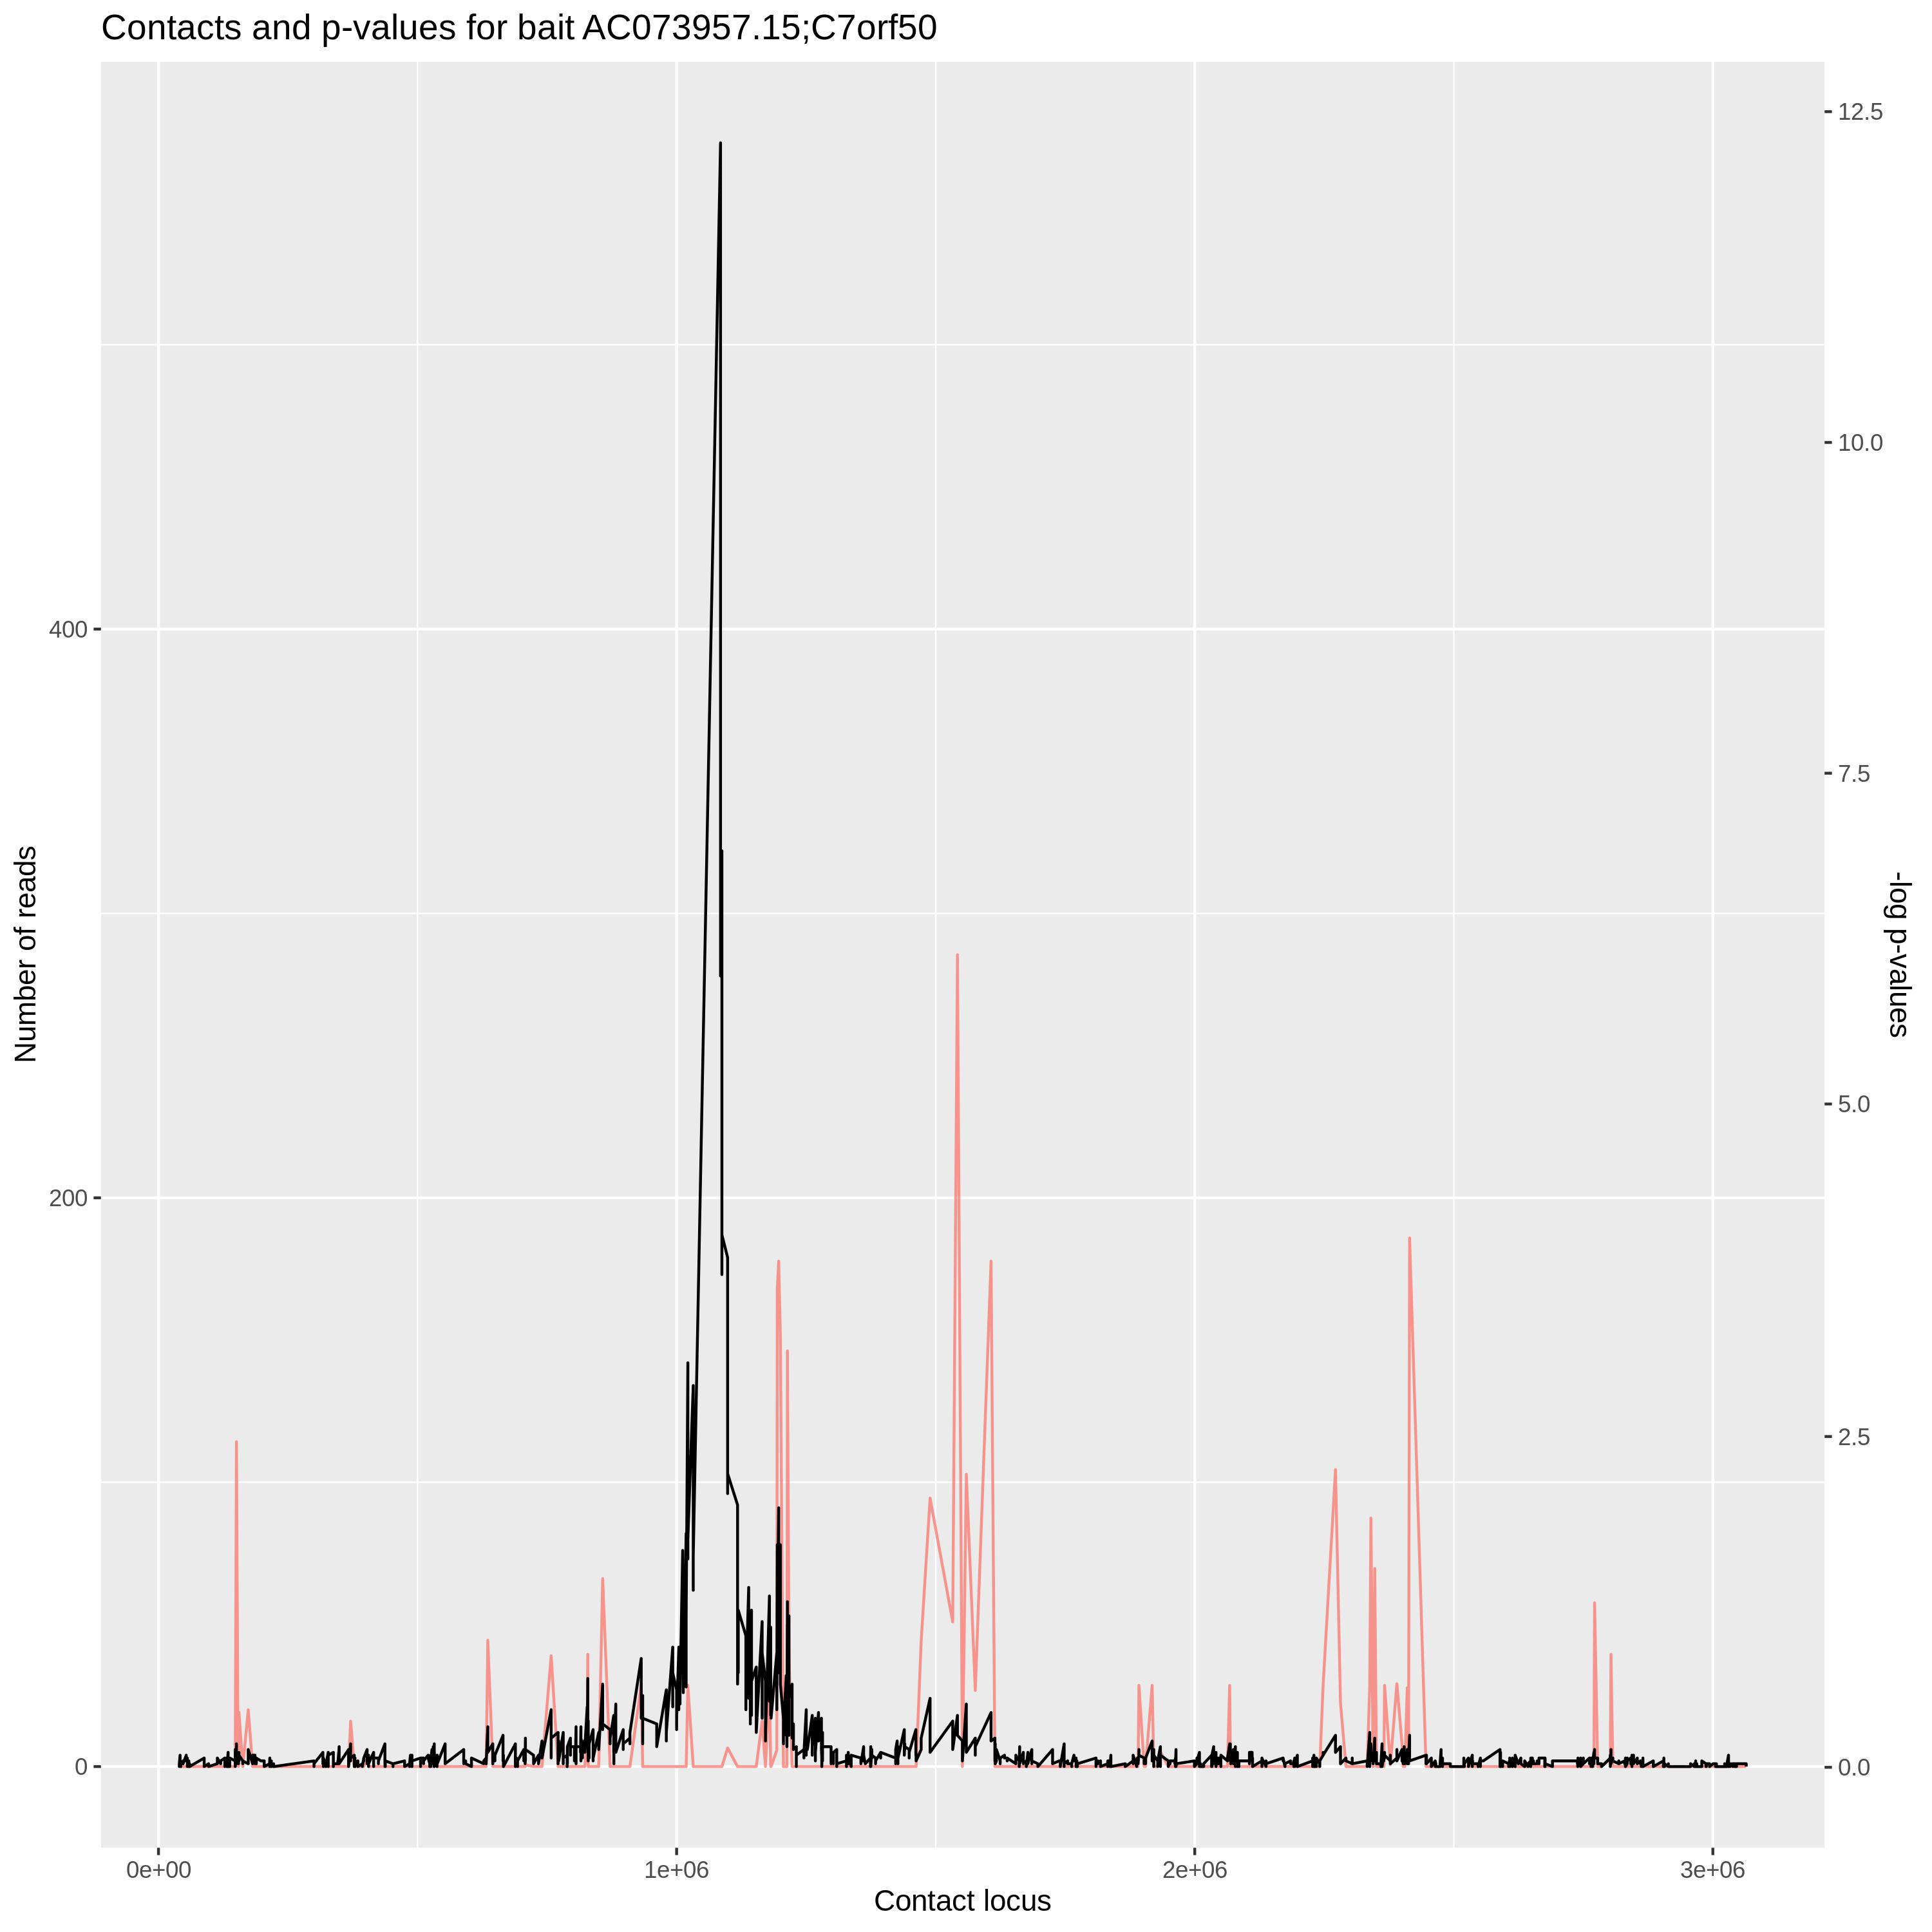 Contacts and p-values for bait AC073957.15;C7orf50
Number of reads
400
200
0
12.5
10.0
7.5
5.0
2.5
0.0
-log p-values
0e+00
1e+06
2e+06
3e+06
Contact locus